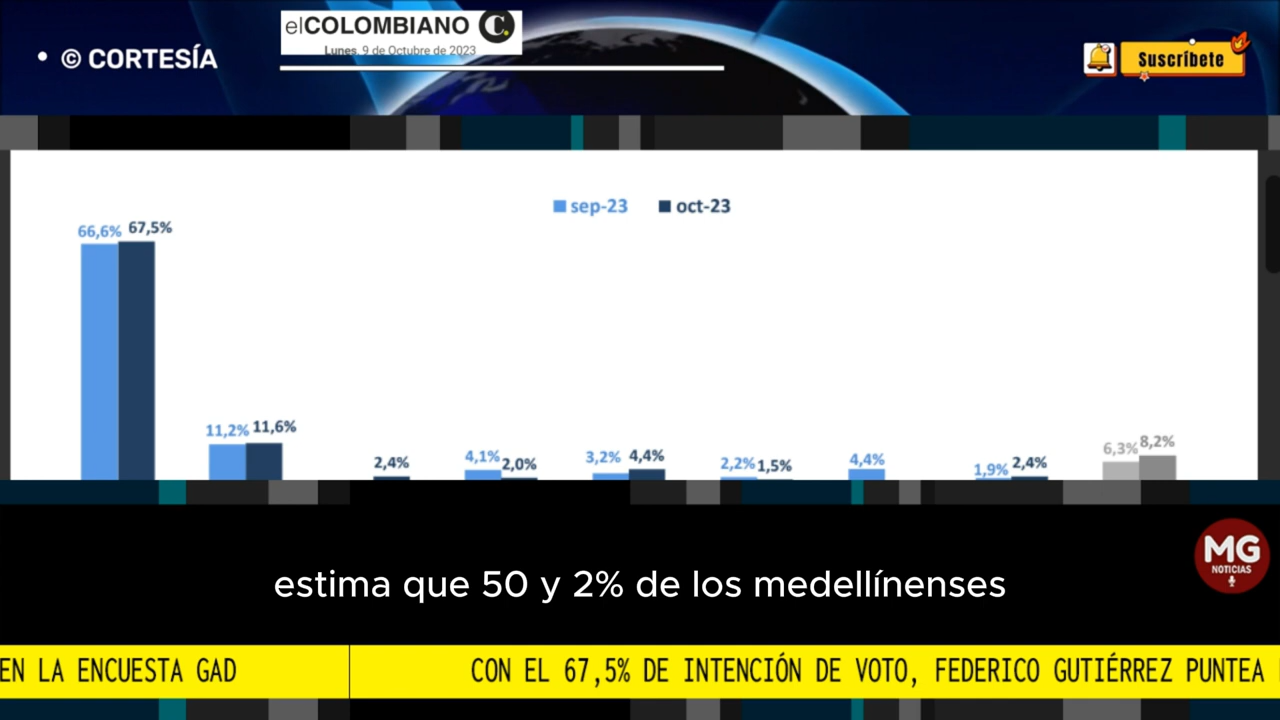 elCOLOMBIANO C.
Lunes, 9 de Octubre de 2023
• © CORTESÍA
Suscríbete
sep-23 oct-23
66,6% 67,5%
11,2% 11,6%
2,4%
4,1% 2,0%
3,2% 4,4%
2,2% 1,5%
4,4%
1,9% 2,4%
6,3% 8,2%
estima que 50 y 2% de los medellínenses
MG
NOTICIAS
EN LA ENCUESTA GAD
CON EL 67,5% DE INTENCIÓN DE VOTO, FEDERICO GUTIÉRREZ PUNTEA